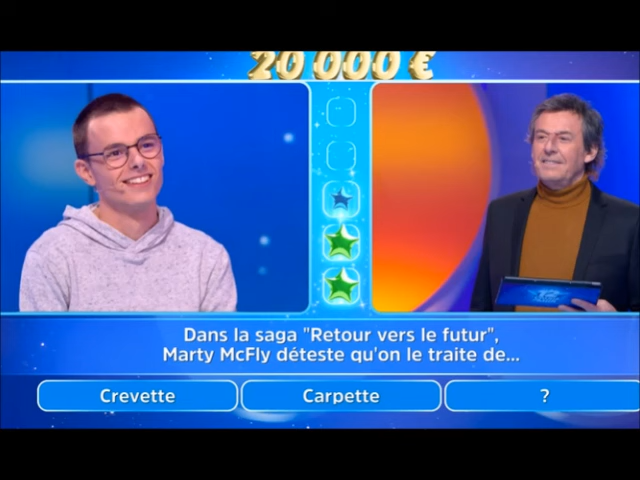 20 000 €
Dans la saga "Retour vers le futur",
Marty McFly déteste qu'on le traite de...
Crevette
Carpette
?